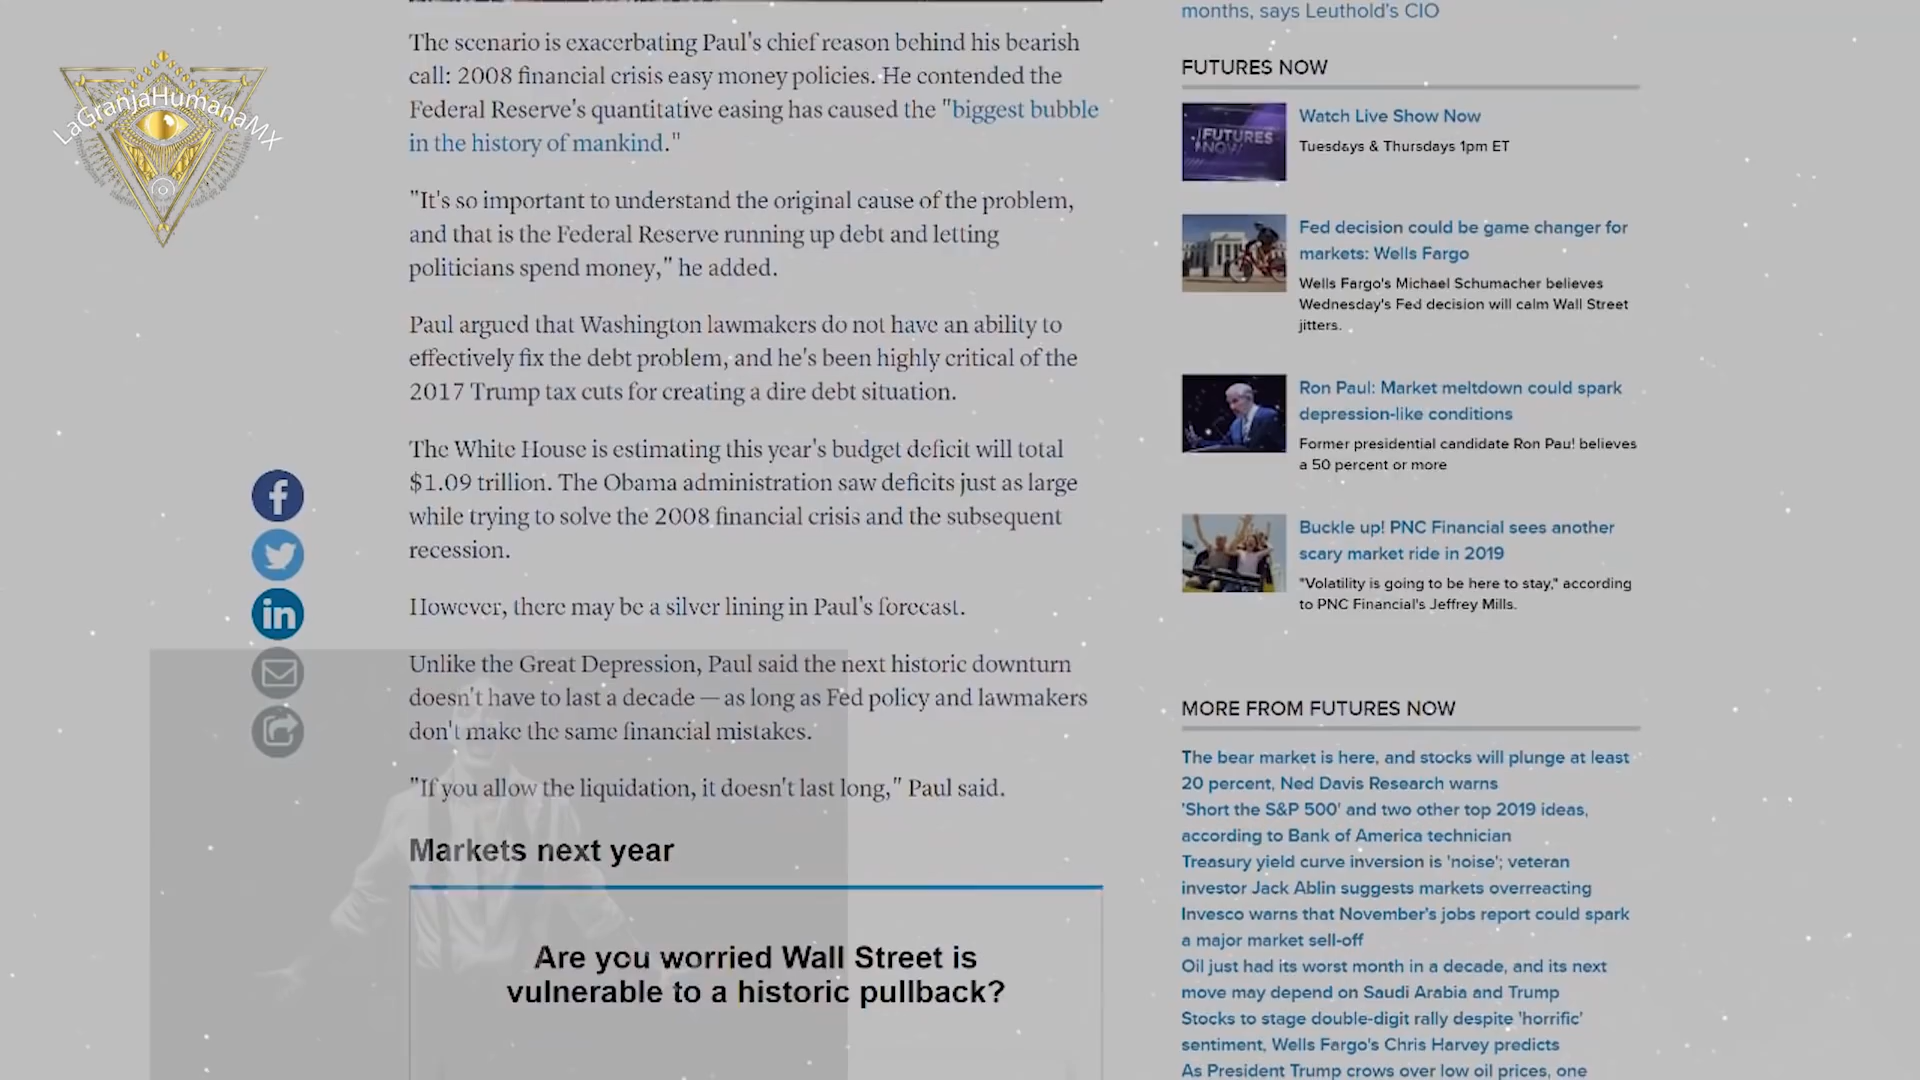 LaGranjaHumanaMX
The scenario is exacerbating Paul's chief reason behind his bearish
call: 2008 financial crisis easy money policies. He contended the
Federal Reserve's quantitative easing has caused the "biggest bubble
in the history of mankind."
"It's so important to understand the original cause of the problem,
and that is the Federal Reserve running up debt and letting
politicians spend money," he added.
Paul argued that Washington lawmakers do not have an ability to
effectively fix the debt problem, and he's been highly critical of the
2017 Trump tax cuts for creating a dire debt situation.
The White House is estimating this year's budget deficit will total
$1.09 trillion. The Obama administration saw deficits just as large
while trying to solve the 2008 financial crisis and the subsequent
recession.
However, there may be a silver lining in Paul's forecast.
Unlike the Great Depression, Paul said the next historic downturn
doesn't have to last a decade — as long as Fed policy and lawmakers
don't make the same financial mistakes.
"If you allow the liquidation, it doesn't last long," Paul said.
Markets next year
Are you worried Wall Street is
vulnerable to a historic pullback?
months, says Leuthold's CIO
FUTURES NOW
FUTURES
NOW
Watch Live Show Now
Tuesdays & Thursdays 1pm ET
Fed decision could be game changer for
markets: Wells Fargo
Wells Fargo's Michael Schumacher believes
Wednesday's Fed decision will calm Wall Street
jitters.
Ron Paul: Market meltdown could spark
depression-like conditions
Former presidential candidate Ron Paul believes
a 50 percent or more
Buckle up! PNC Financial sees another
scary market ride in 2019
"Volatility is going to be here to stay," according
to PNC Financial's Jeffrey Mills.
MORE FROM FUTURES NOW
The bear market is here, and stocks will plunge at least
20 percent, Ned Davis Research warns
'Short the S&P 500' and two other top 2019 ideas,
according to Bank of America technician
Treasury yield curve inversion is 'noise'; veteran
investor Jack Ablin suggests markets overreacting
Invesco warns that November's jobs report could spark
a major market sell-off
Oil just had its worst month in a decade, and its next
move may depend on Saudi Arabia and Trump
Stocks to stage double-digit rally despite 'horrific'
sentiment, Wells Fargo's Chris Harvey predicts
As President Trump crows over low oil prices, one